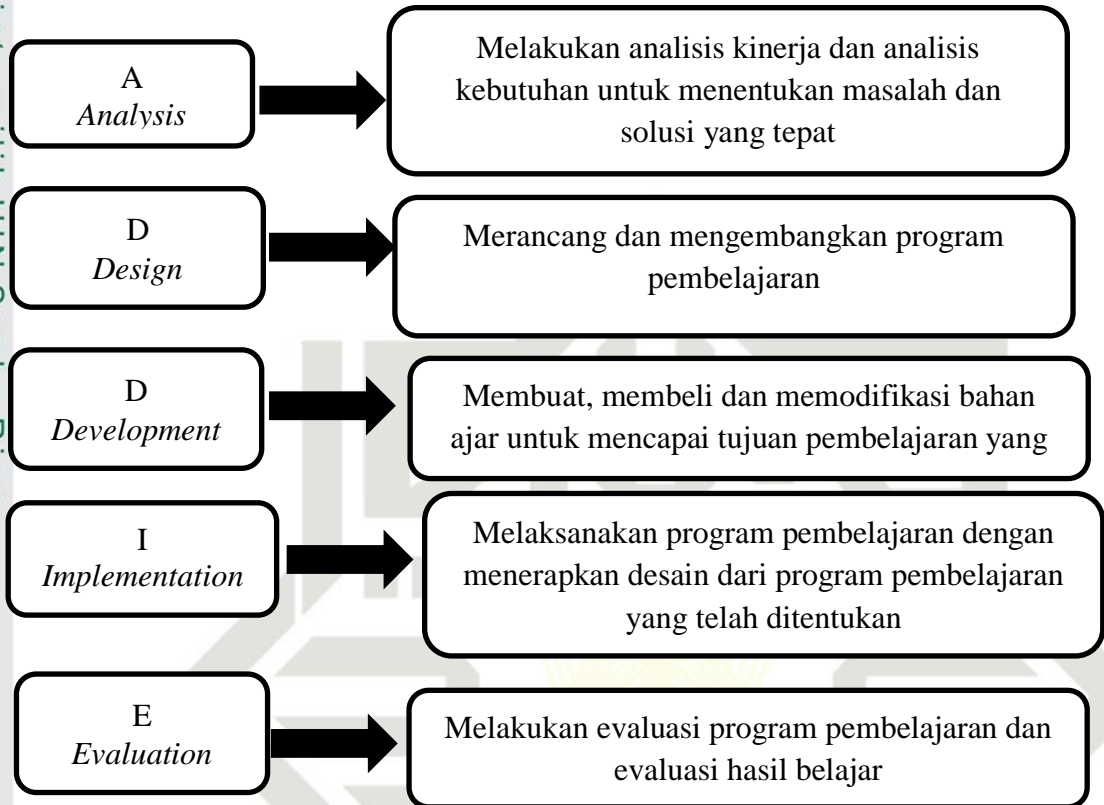 A
Analysis
Melakukan analisis kinerja dan analisis
kebutuhan untuk menentukan masalah dan
solusi yang tepat
D
Design
Merancang dan mengembangkan program
pembelajaran
D
Development
Membuat, membeli dan memodifikasi bahan
ajar untuk mencapai tujuan pembelajaran yang
I
Implementation
Melaksanakan program pembelajaran dengan
menerapkan desain dari program pembelajaran
yang telah ditentukan
E
Evaluation
Melakukan evaluasi program pembelajaran dan
evaluasi hasil belajar